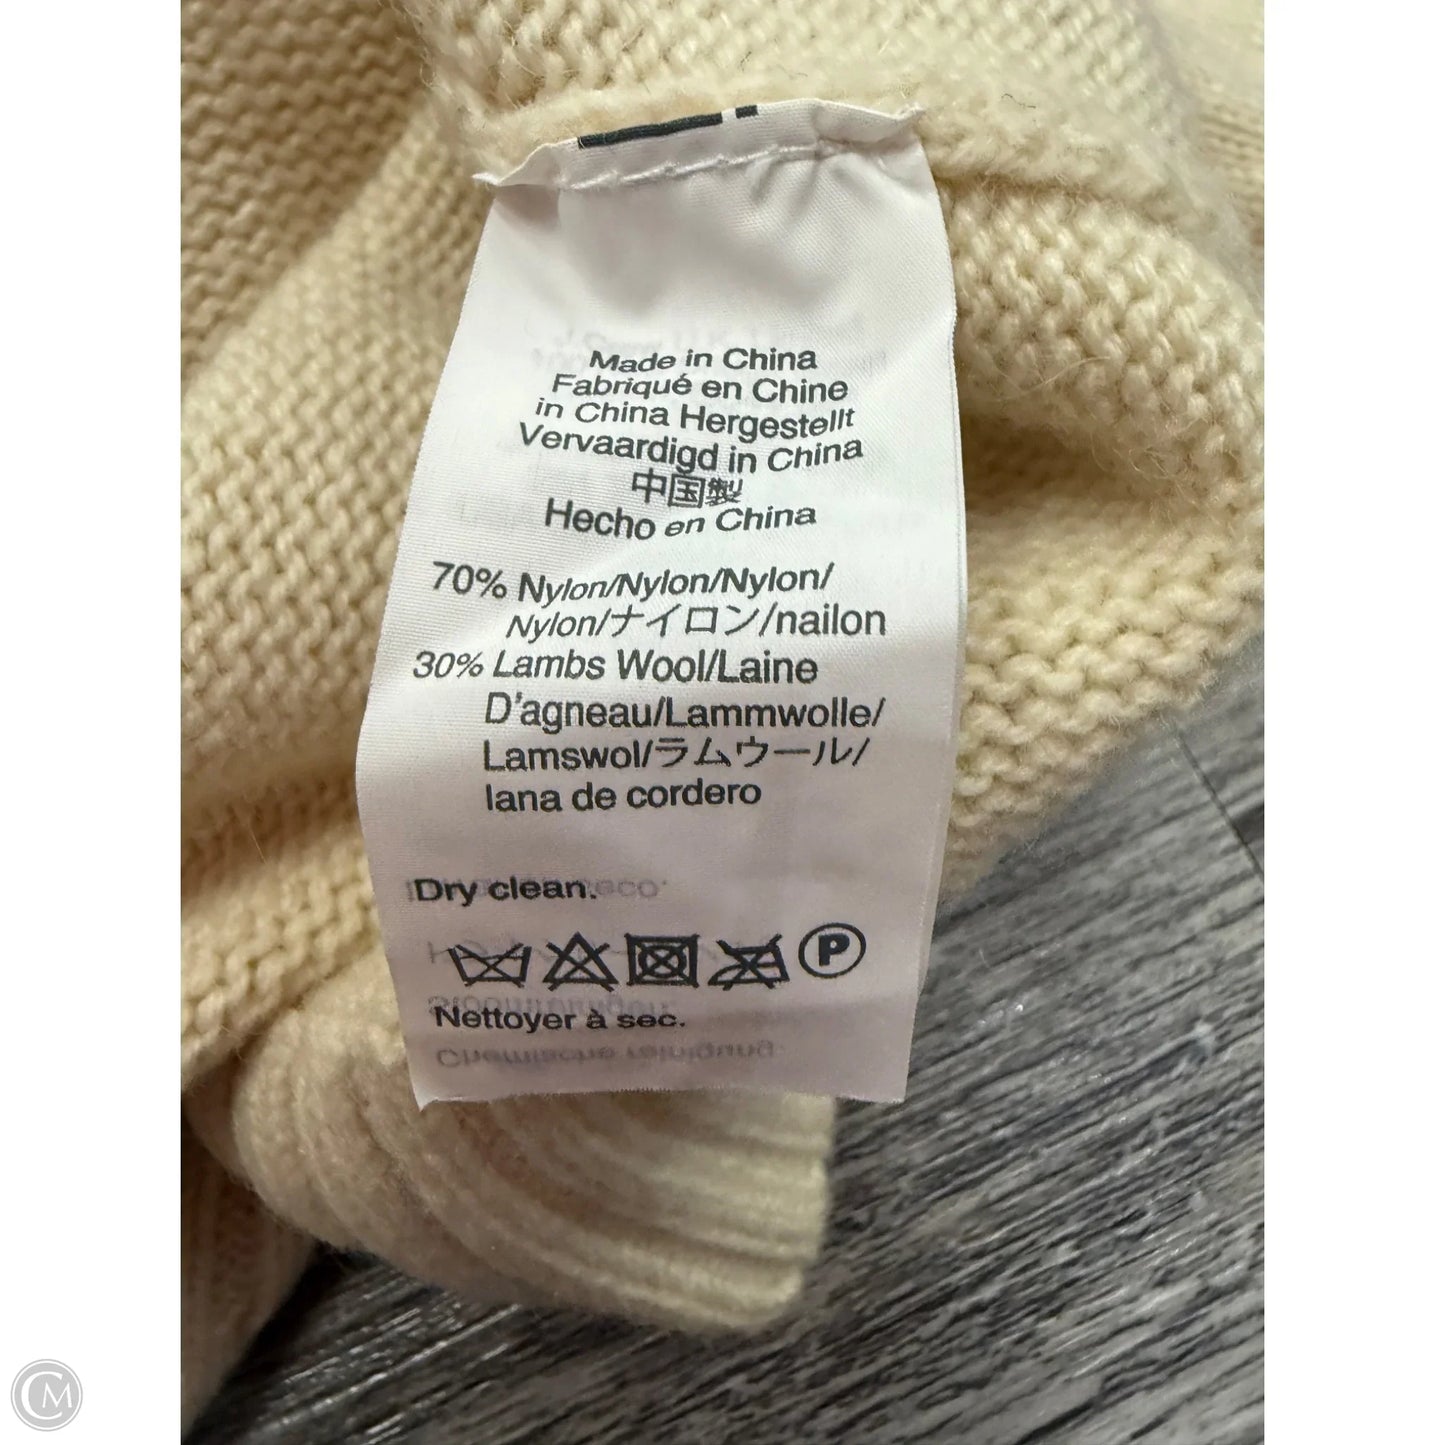 Made in China
Fabriqué en Chine
in China Hergestellt
Vervaardigd in China
中国製
Hecho en China
70% Nylon/Nylon/Nylon/
Nylon/ナイロン/nailon
30% Lambs Wool/Laine
D'agneau/Lammwolle/
Lamswol/ラムウール/
lana de cordero
Dry clean.
P
Nettoyer à sec.
CM